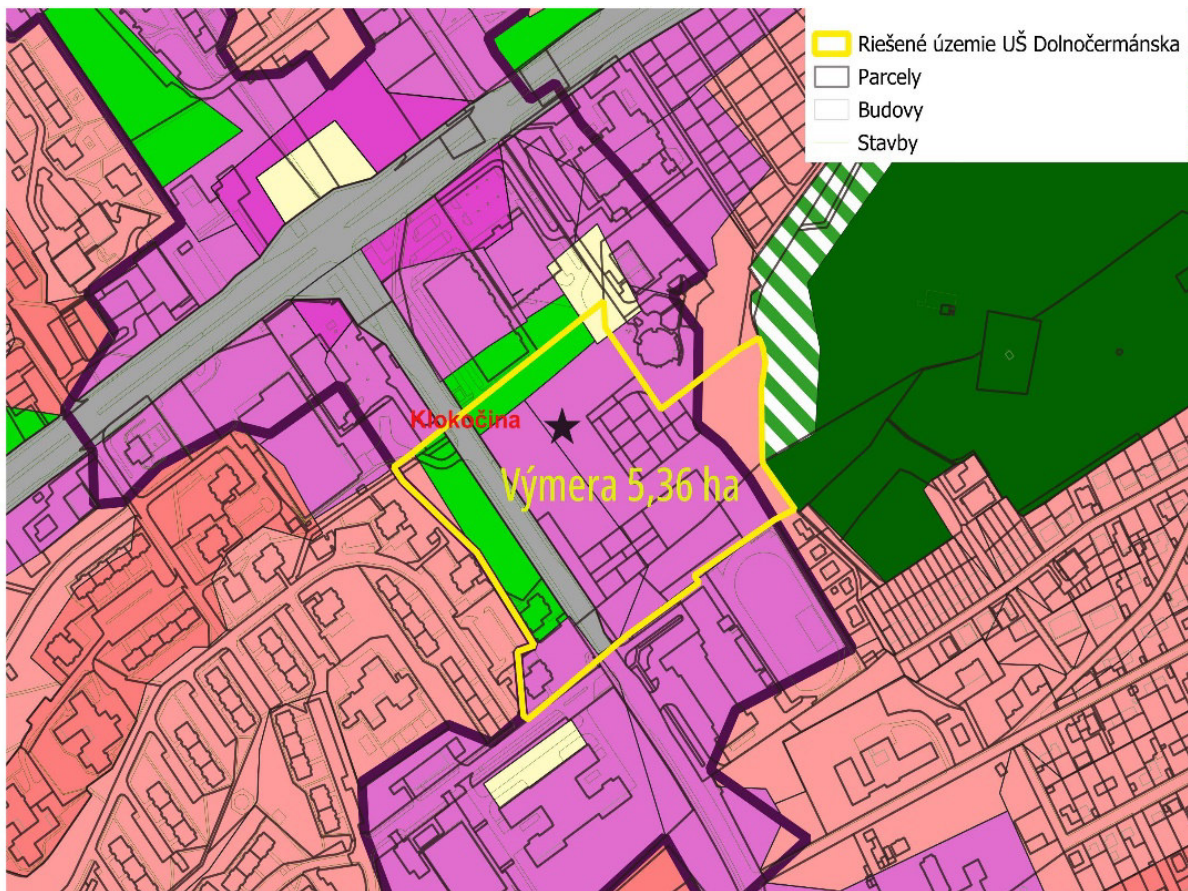 Riešené územie UŠ Dolnočermánska
Parcely
Budovy
Stavby
Klokočina
Výmera 5,36 ha